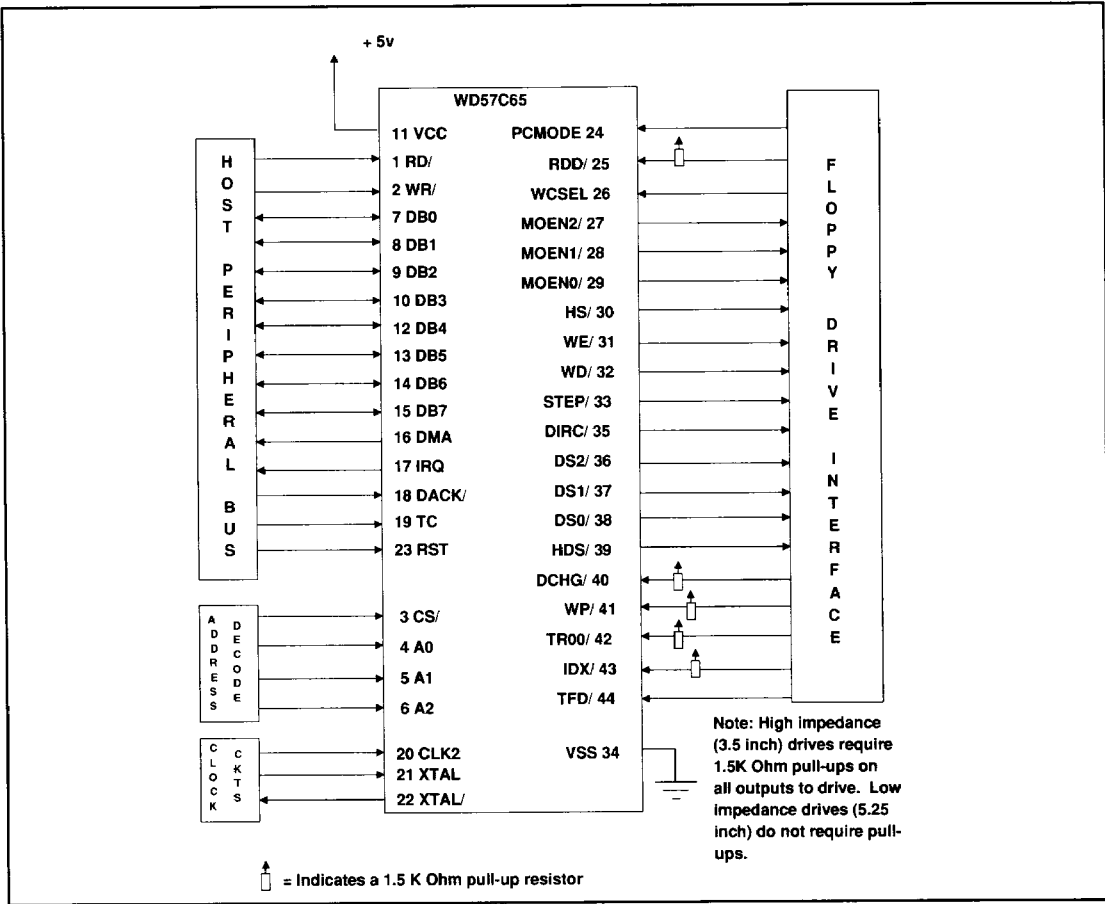 + 5v
WD57C65
11 VCC
1 RD/
2 WR/
7 DB0
8 DB1
9 DB2
10 DB3
12 DB4
13 DB5
14 DB6
15 DB7
16 DMA
17 IRQ
18 DACK/
19 TC
23 RST
3 CS/
4 A0
5 A1
6 A2
20 CLK2
21 XTAL
22 XTAL/
PCMODE 24
RDD/ 25
WCSEL 26
MOEN2/ 27
MOEN1/ 28
MOEN0/ 29
HS/ 30
WE/ 31
WD/ 32
STEP/ 33
DIRC/ 35
DS2/ 36
DS1/ 37
DS0/ 38
HDS/ 39
DCHG/ 40
WP/ 41
TR00/ 42
IDX/ 43
TFD/ 44
VSS 34
HOST PERIPHERAL BUS
ADDRESS
DECODE
CLOCK
CKTS
FLOPPY DRIVE INTERFACE
Note: High impedance
(3.5 inch) drives require
1.5K Ohm pull-ups on
all outputs to drive. Low
impedance drives (5.25
inch) do not require pull-
ups.
= Indicates a 1.5 K Ohm pull-up resistor